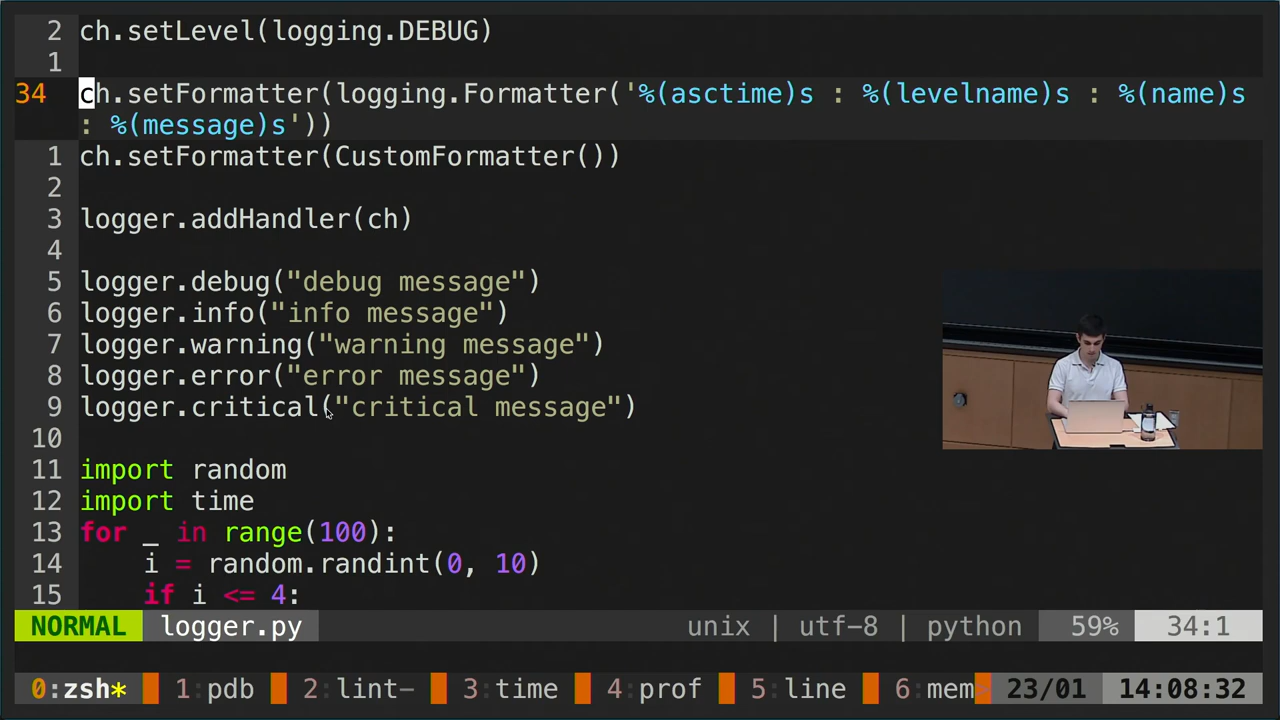 2 ch.setLevel(logging.DEBUG)
1
34 ch.setFormatter(logging.Formatter('%(asctime)s : %(levelname)s : %(name)s
: %(message)s'))
1 ch.setFormatter(CustomFormatter())
2
3 logger.addHandler(ch)
4
5 logger.debug("debug message")
6 logger.info("info message")
7 logger.warning("warning message")
8 logger.error("error message")
9 logger.critical("critical message")
10
11 import random
12 import time
13 for _ in range(100):
14 i = random.randint(0, 10)
15 if i <= 4:
NORMAL logger.py unix | utf-8 | python 59% 34:1
0:zsh* 1:pdb 2:lint- 3:time 4:prof 5:line 6:mem> 23/01 14:08:32